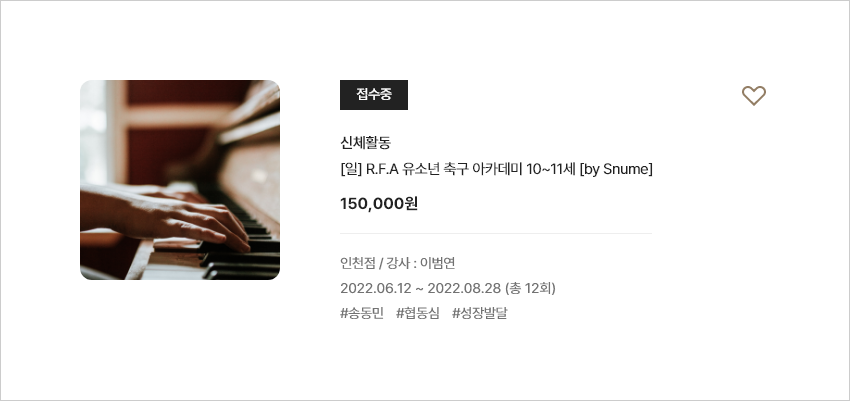 접수중
신체활동
[일] R.F.A 유소년 축구 아카데미 10~11세 [by Snume]
150,000원
인천점 / 강사 : 이범연
2022.06.12 ~ 2022.08.28 (총 12회)
#송동민 #협동심 #성장발달